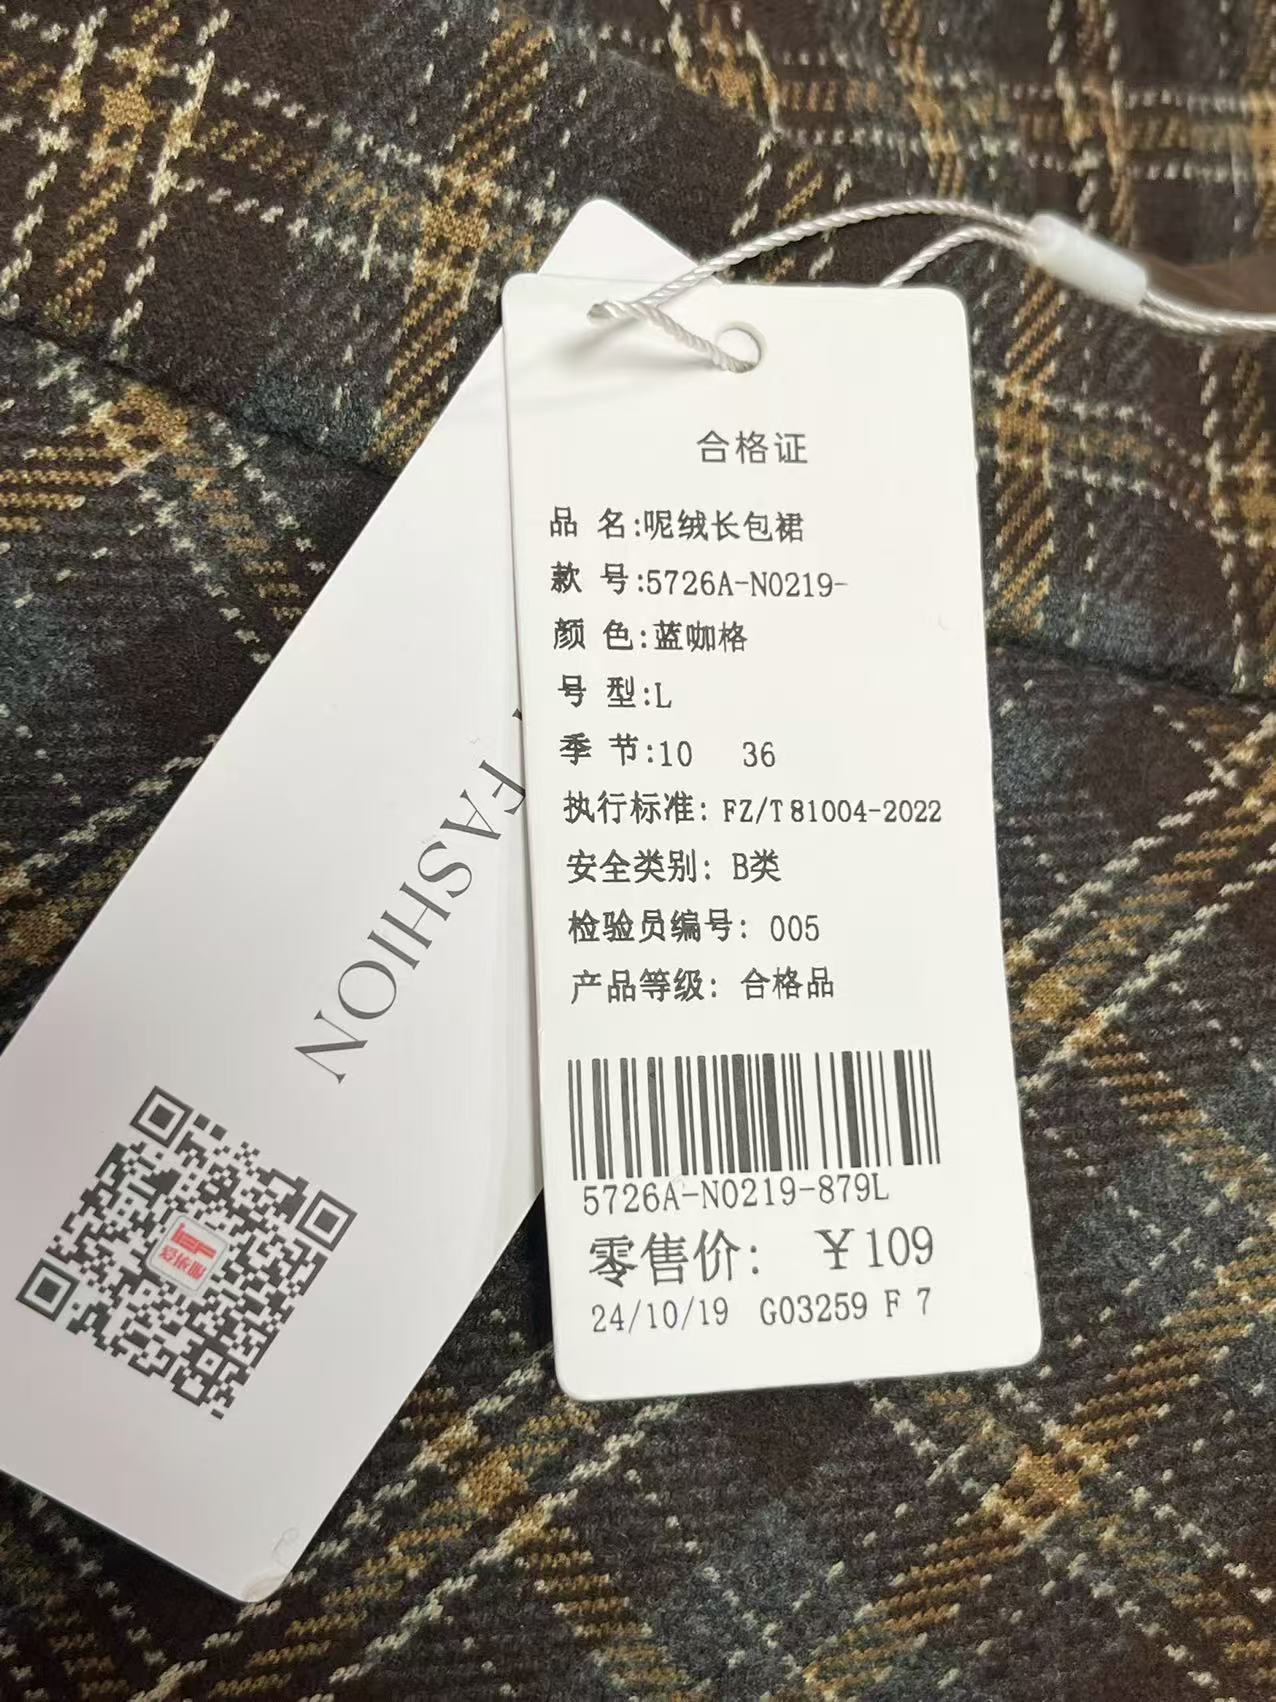 合格证
品 名:呢绒长包裙
款 号:5726A-N0219-
颜 色:蓝咖格
号 型:L
季 节:10 36
执行标准: FZ/T 81004-2022
安全类别: B类
检验员编号: 005
产品等级: 合格品
5726A-N0219-879L
零售价: ￥109
24/10/19 G03259 F 7
FASHION